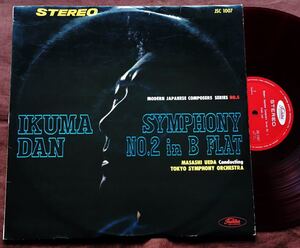 STEREO
JSC 1007
MODERN JAPANESE COMPOSERS SERIES NO.5
IKUMA
DAN
SYMPHONY
NO.2 in B FLAT
MASASHI UEDA Conducting
TOKYO SYMPHONY ORCHESTRA